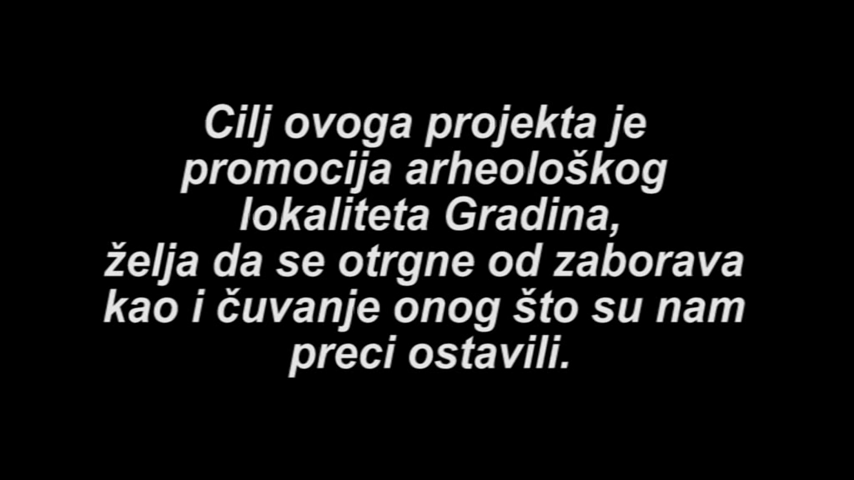 Cilj ovoga projekta je
promocija arheološkog
lokaliteta Gradina,
želja da se otrgne od zaborava
kao i čuvanje onog što su nam
preci ostavili.